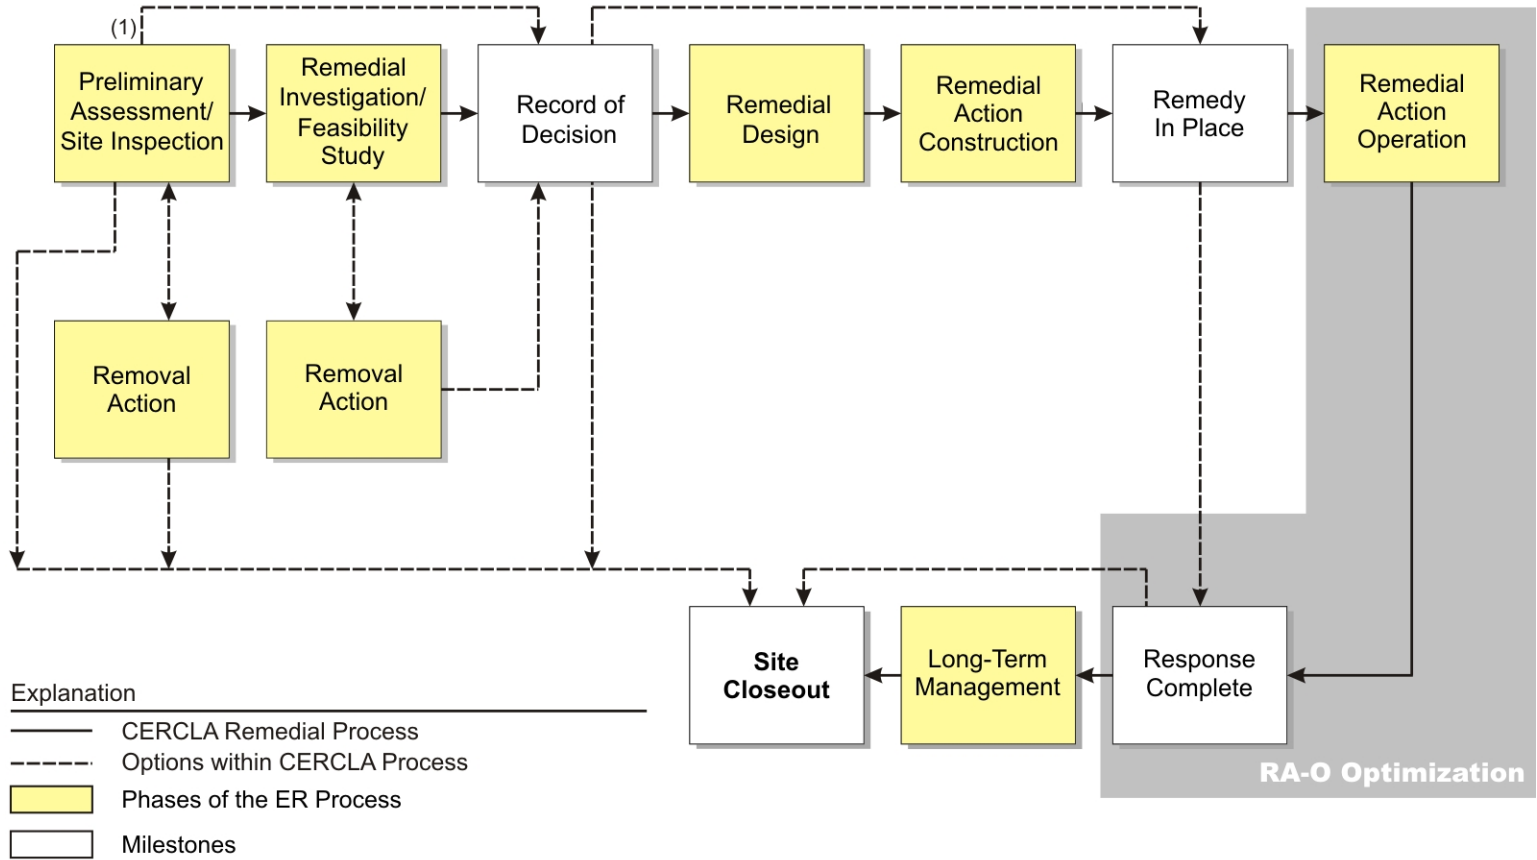 (1)
Preliminary
Assessment/
Site Inspection
Remedial
Investigation/
Feasibility
Study
Record of
Decision
Remedial
Design
Remedial
Action
Construction
Remedy
In Place
Remedial
Action
Operation
Removal
Action
Removal
Action
Site
Closeout
Long-Term
Management
Response
Complete
RA-O Optimization
Explanation
CERCLA Remedial Process
Options within CERCLA Process
Phases of the ER Process
Milestones